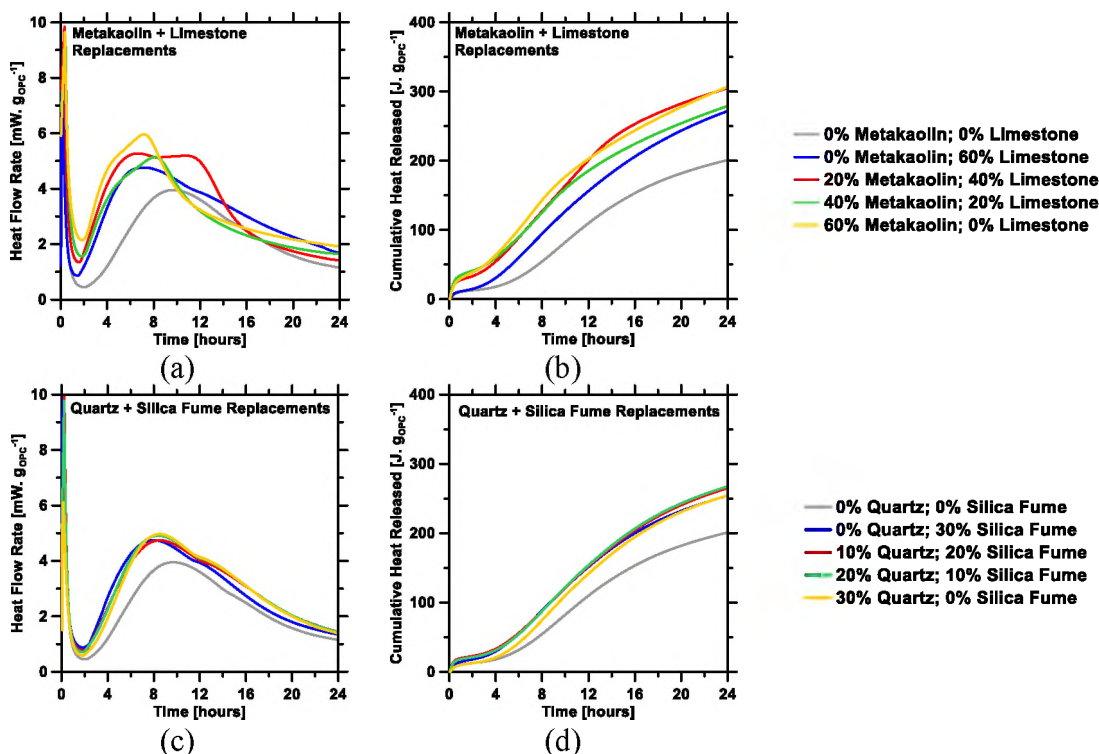 Metakaolin + Limestone
Replacements
Heat Flow Rate [mW. gOPC-1]
10
8
6
4
2
0
0 4 8 12 16 20 24
Time [hours]
(a)
Metakaolin + Limestone
Replacements
Cumulative Heat Released [J. gOPC-1]
400
300
200
100
0
0 4 8 12 16 20 24
Time [hours]
(b)
0% Metakaolin; 0% Limestone
0% Metakaolin; 60% Limestone
20% Metakaolin; 40% Limestone
40% Metakaolin; 20% Limestone
60% Metakaolin; 0% Limestone
Quartz + Silica Fume Replacements
Heat Flow Rate [mW. gOPC-1]
10
8
6
4
2
0
0 4 8 12 16 20 24
Time [hours]
(c)
Quartz + Silica Fume Replacements
Cumulative Heat Released [J. gOPC-1]
400
300
200
100
0
0 4 8 12 16 20 24
Time [hours]
(d)
0% Quartz; 0% Silica Fume
0% Quartz; 30% Silica Fume
10% Quartz; 20% Silica Fume
20% Quartz; 10% Silica Fume
30% Quartz; 0% Silica Fume